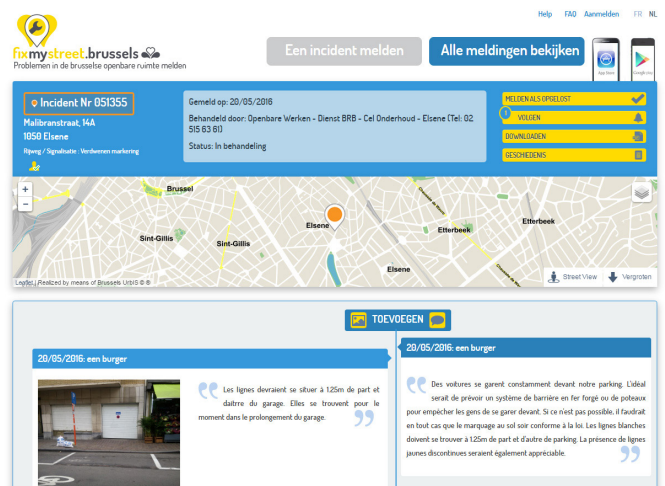 Help FAQ Aanmelden FR NL
fixmystreet.brussels
Problemen in de brusselse openbare ruimte melden
Een incident melden
Alle meldingen bekijken
App Store
Google play
Incident Nr 051355
Malibranstraat, 14A
1050 Elsene
Rijweg / Signalisatie : Verdwenen markering
Gemeld op: 20/05/2016
Behandeld door: Openbare Werken - Dienst BRB - Cel Onderhoud - Elsene (Tel: 02
515 63 61)
Status: In behandeling
MELDEN ALS OPGELOST
1
VOLGEN
DOWNLOADEN
GESCHIEDENIS
+
-
Brussel
Sint-Gillis
Sint-Gillis
Elsene
Etterbeek
Etterbeek
Elsene
Leaflet | Realized by means of Brussels UrbIS © ®
Street View
Vergroten
TOEVOEGEN
20/05/2016: een burger
Les lignes devraient se situer à 1.25m de part et
daitrre du garage. Elles se trouvent pour le
moment dans le prolongement du garage.
20/05/2016: een burger
Des voitures se garent constamment devant notre parking. L'idéal
serait de prévoir un système de barrière en fer forgé ou de poteaux
pour empêcher les gens de se garer devant. Si ce n'est pas possible, il faudrait
en tout cas que le marquage au sol soir conforme à la loi. Les lignes blanches
doivent se trouver à 1.25m de part et d'autre de parking. La présence de lignes
jaunes discontinues seraient également appréciable.